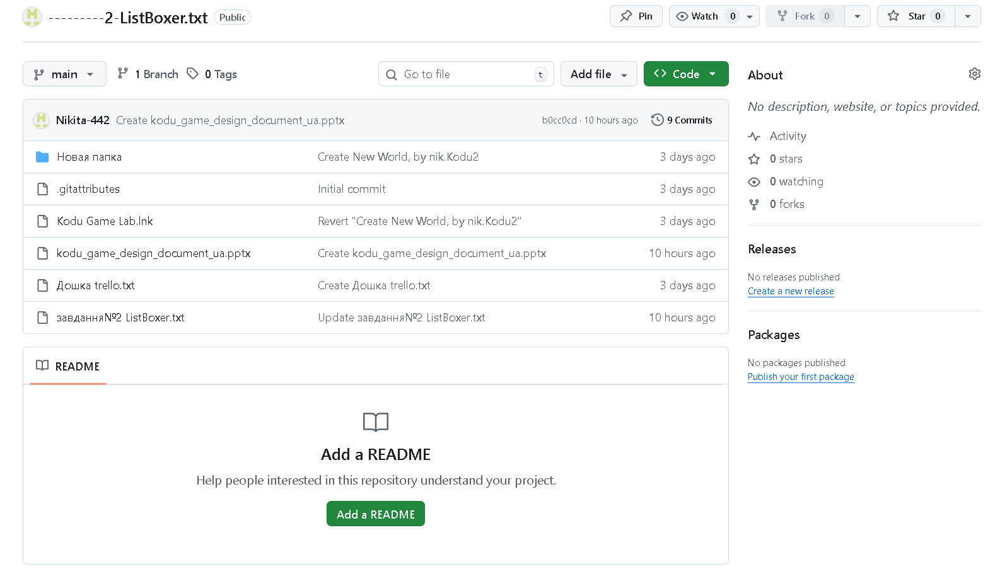 ---------2-ListBoxer.txt Public
Pin Watch 0 Fork 0 Star 0
main 1 Branch 0 Tags Go to file t Add file Code
Nikita-442 Create kodu_game_design_document_ua.pptx b0cc0cd · 10 hours ago 9 Commits
Новая папка Create New World, by nik.Kodu2 3 days ago
.gitattributes Initial commit 3 days ago
Kodu Game Lab.lnk Revert "Create New World, by nik.Kodu2" 3 days ago
kodu_game_design_document_ua.pptx Create kodu_game_design_document_ua.pptx 10 hours ago
Дошка trello.txt Create Дошка trello.txt 3 days ago
завдання№2 ListBoxer.txt Update завдання№2 ListBoxer.txt 10 hours ago
README
Add a README
Help people interested in this repository understand your project.
Add a README
About
No description, website, or topics provided.
Activity
0 stars
0 watching
0 forks
Releases
No releases published
Create a new release
Packages
No packages published
Publish your first package